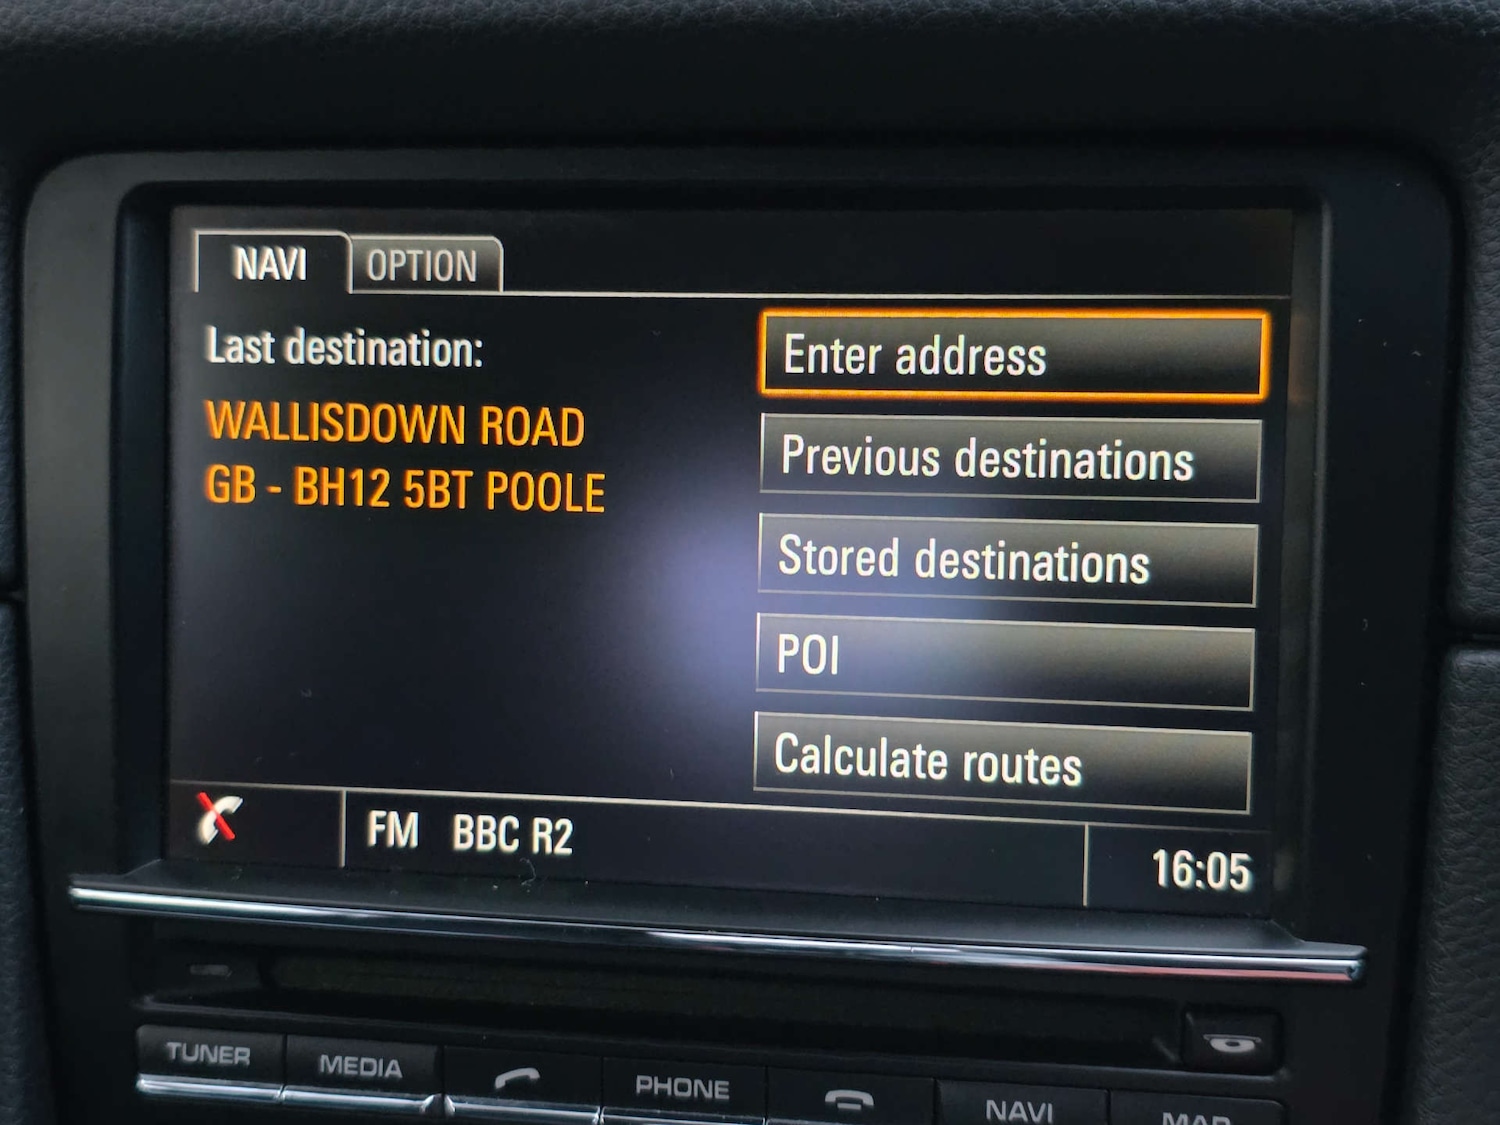 NAVI OPTION
Last destination:
WALLISDOWN ROAD
GB - BH12 5BT POOLE
Enter address
Previous destinations
Stored destinations
POI
Calculate routes
FM BBC R2
16:05
TUNER MEDIA PHONE NAVI MAP